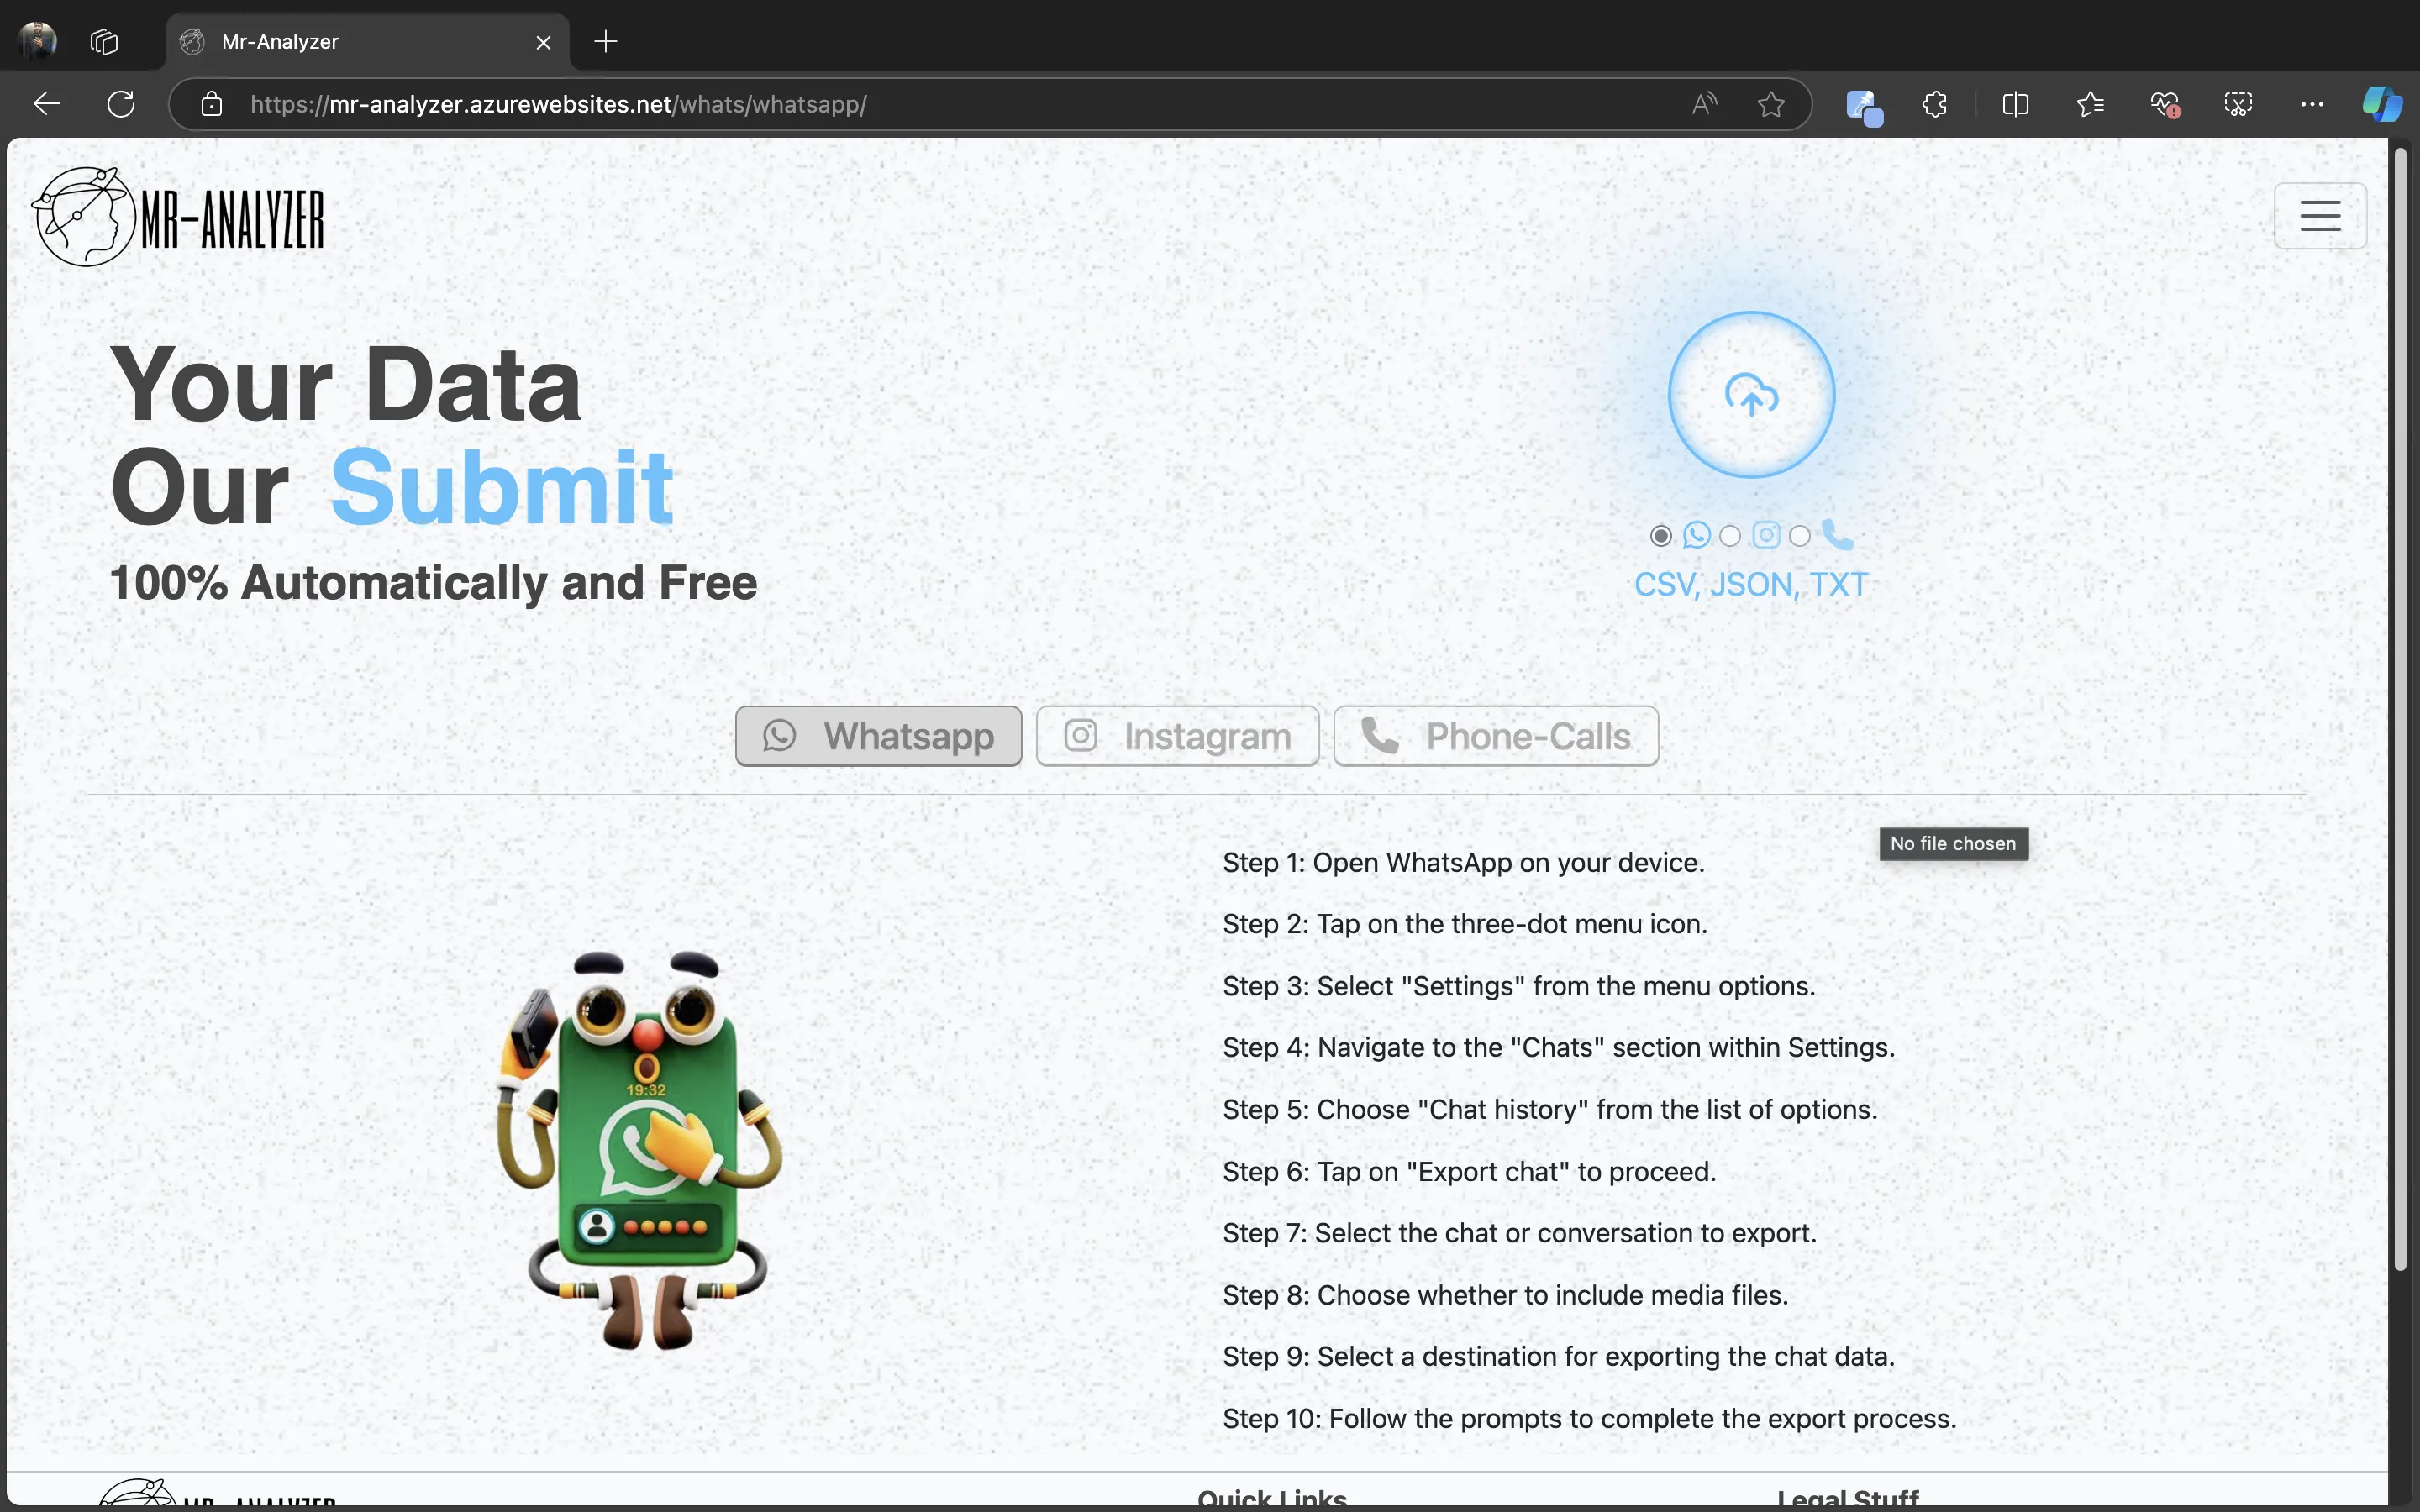 Mr-Analyzer
https://mr-analyzer.azurewebsites.net/whats/whatsapp/
MR-ANALYZER
Your Data
Our Submit
100% Automatically and Free
CSV, JSON, TXT
Whatsapp
Instagram
Phone-Calls
No file chosen
Step 1: Open WhatsApp on your device.
Step 2: Tap on the three-dot menu icon.
Step 3: Select "Settings" from the menu options.
Step 4: Navigate to the "Chats" section within Settings.
Step 5: Choose "Chat history" from the list of options.
Step 6: Tap on "Export chat" to proceed.
Step 7: Select the chat or conversation to export.
Step 8: Choose whether to include media files.
Step 9: Select a destination for exporting the chat data.
Step 10: Follow the prompts to complete the export process.
19:32
MR-ANALYZER
Quick Links
Legal Stuff